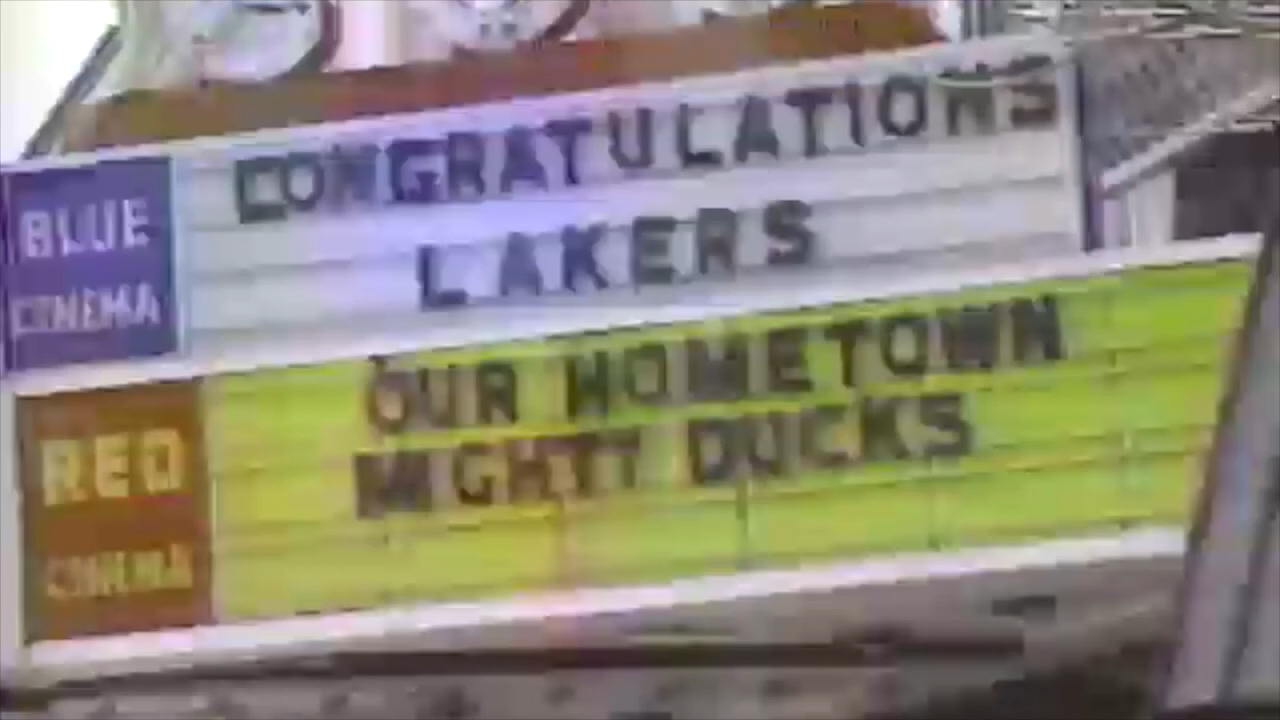 CONGRATULATIONS
LAKERS
BLUE
CINEMA
OUR HOMETOWN
MIGHTY DUCKS
RED
CINEMA